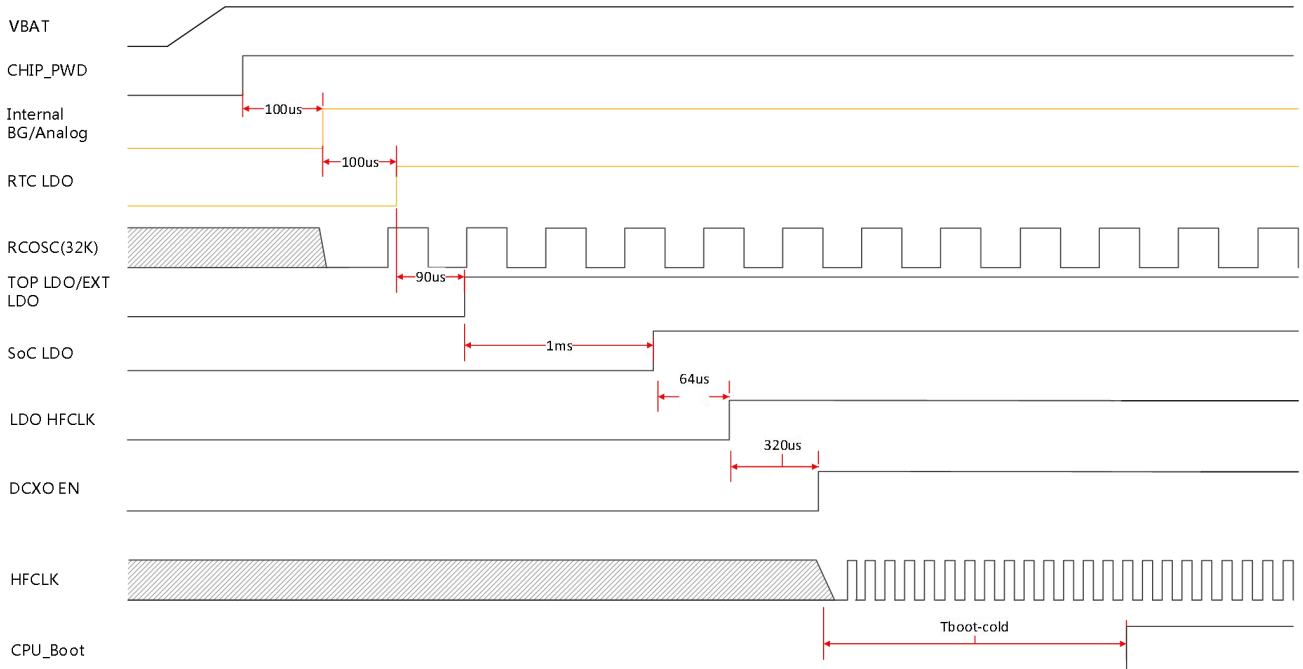 VBAT
CHIP_PWD
100us
Internal
BG/Analog
100us
RTC LDO
RCOSC(32K)
90us
TOP LDO/EXT
LDO
1ms
SoC LDO
64us
LDO HFCLK
320us
DCXO EN
HFCLK
Tboot-cold
CPU_Boot